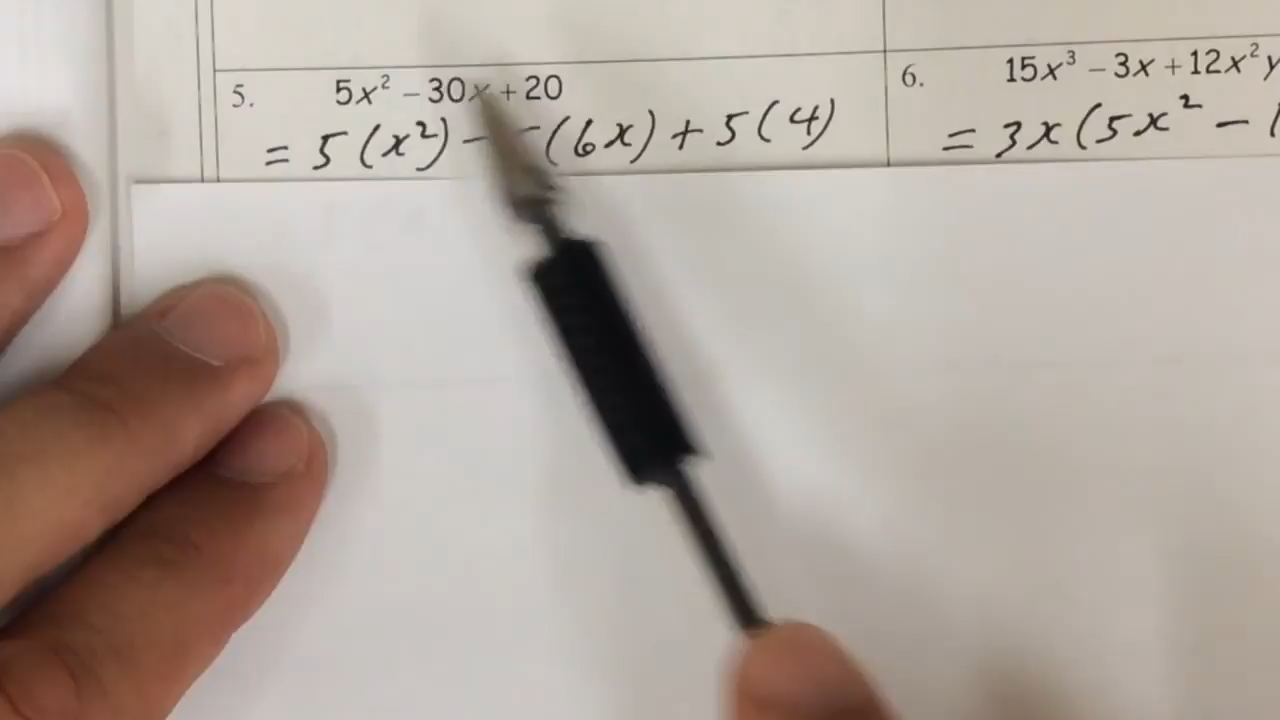 5. 5x² – 30x + 20
= 5(x²) – (6x) + 5(4)
6. 15x³ – 3x + 12x²y
= 3x(5x² –